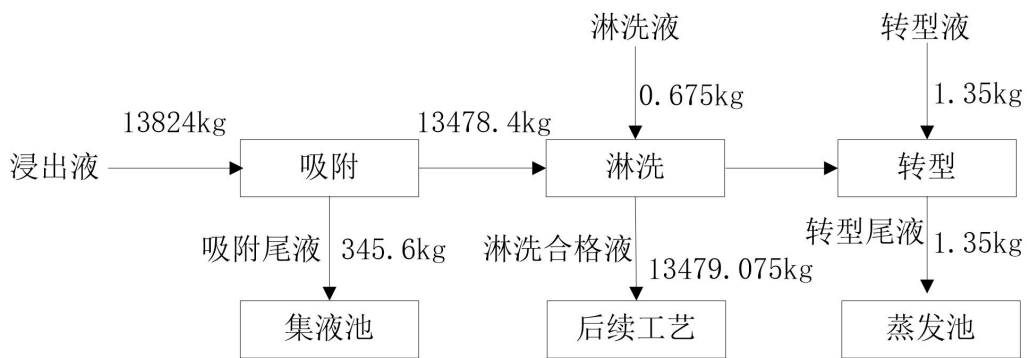 淋洗液
转型液
0.675kg
1.35kg
13824kg
13478.4kg
浸出液
吸附
淋洗
转型
吸附尾液
345.6kg
淋洗合格液
13479.075kg
转型尾液
1.35kg
集液池
后续工艺
蒸发池